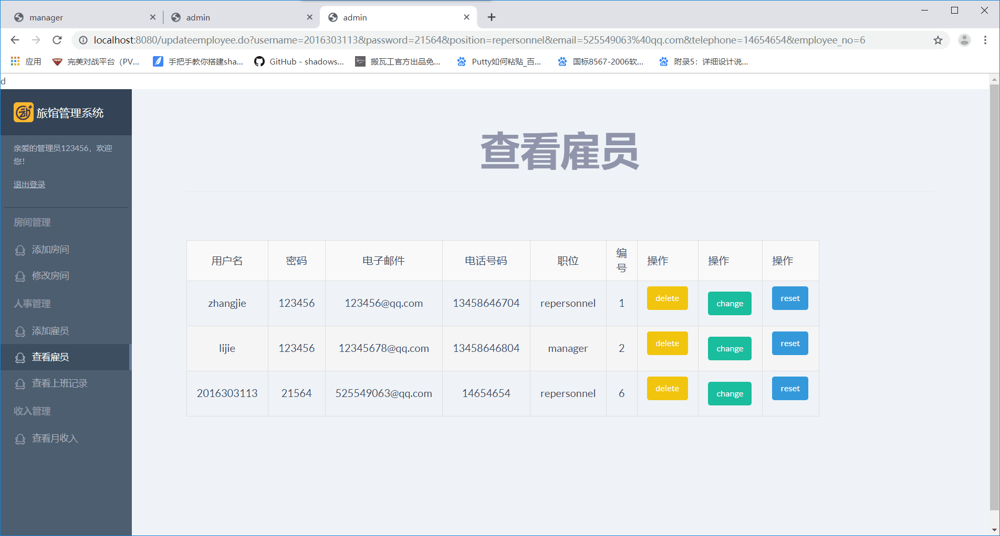 manager
admin
admin
localhost:8080/updateemployee.do?username=2016303113&password=21564&position=repersonnel&email=525549063%40qq.com&telephone=14654654&employee_no=6
应用
完美对战平台（PV...
手把手教你搭建sha...
GitHub - shadows...
搬瓦工官方出品免...
Putty如何粘贴_百...
国标8567-2006软...
附录5：详细设计说...
d
旅馆管理系统
亲爱的管理员123456，欢迎
您！
退出登录
房间管理
添加房间
修改房间
人事管理
添加雇员
查看雇员
查看上班记录
收入管理
查看月收入
查看雇员
用户名 密码 电子邮件 电话号码 职位 编号 操作 操作 操作
zhangjie 123456 123456@qq.com 13458646704 repersonnel 1 delete change reset
lijie 123456 12345678@qq.com 13458646804 manager 2 delete change reset
2016303113 21564 525549063@qq.com 14654654 repersonnel 6 delete change reset